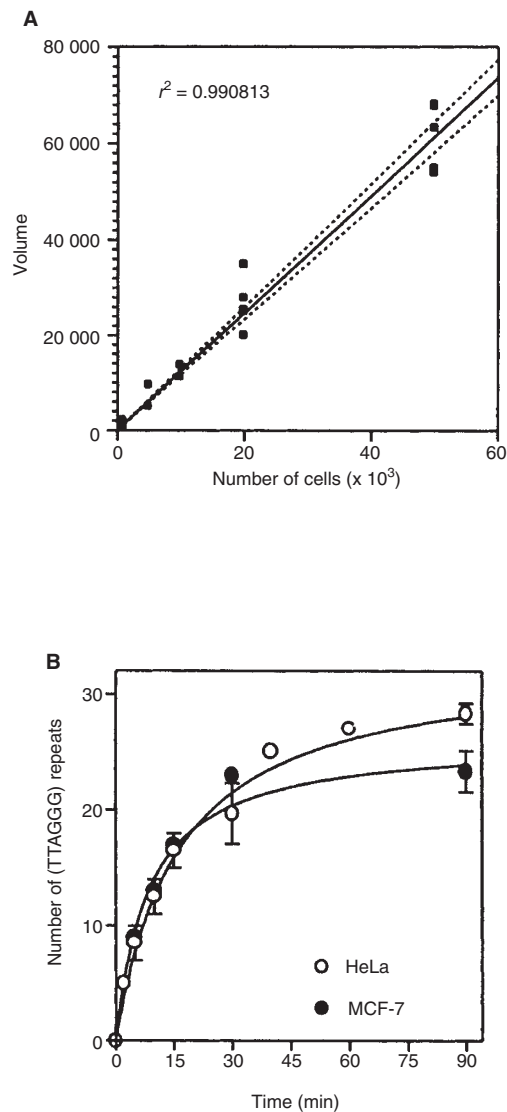 A
80 000
r² = 0.990813
60 000
Volume
40 000
20 000
0
0 20 40 60
Number of cells (x 10³)
B
30
Number of (TTAGGG) repeats
20
10
HeLa
MCF-7
0
0 15 30 45 60 75 90
Time (min)